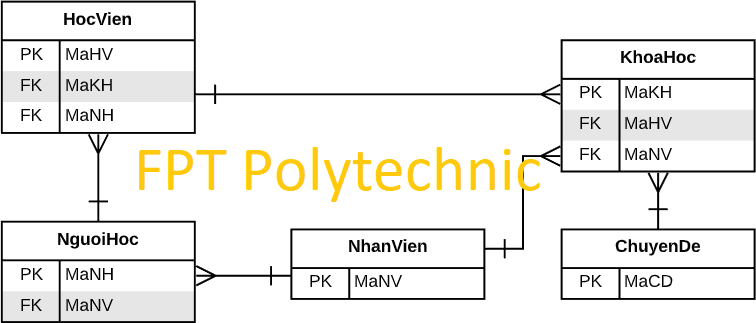 HocVien
PK MaHV
FK MaKH
FK MaNH
KhoaHoc
PK MaKH
FK MaHV
FK MaNV
FPT Polytechnic
NguoiHoc
PK MaNH
FK MaNV
NhanVien
PK MaNV
ChuyenDe
PK MaCD